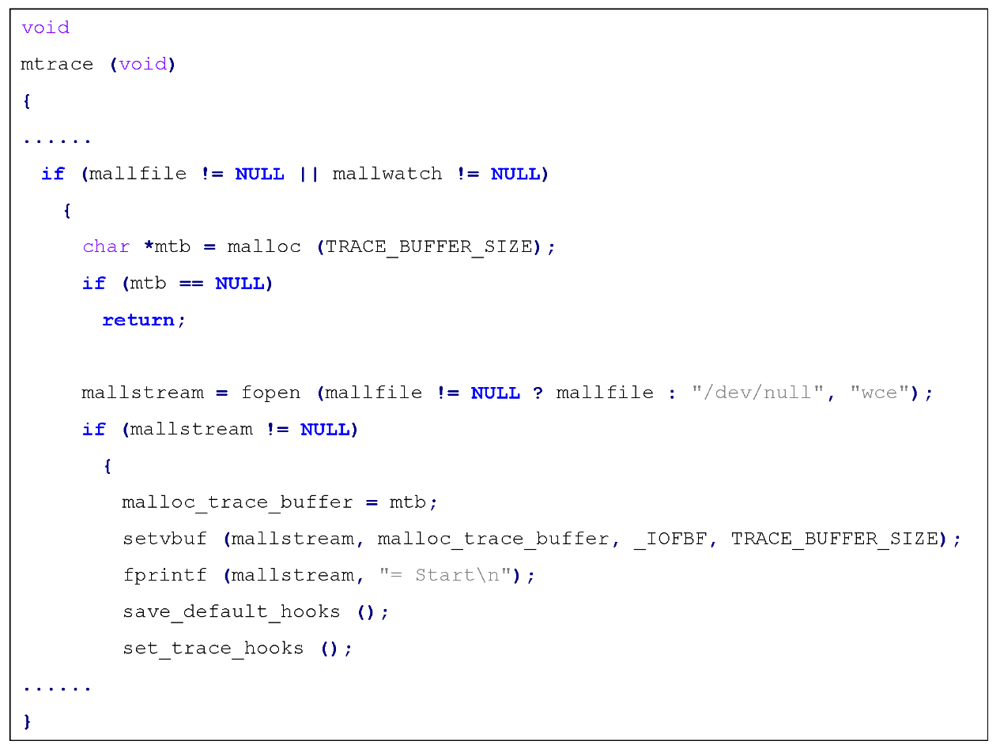 void
mtrace (void)
{
......
if (mallfile != NULL || mallwatch != NULL)
{
char *mtb = malloc (TRACE_BUFFER_SIZE);
if (mtb == NULL)
return;
mallstream = fopen (mallfile != NULL ? mallfile : "/dev/null", "wce");
if (mallstream != NULL)
{
malloc_trace_buffer = mtb;
setvbuf (mallstream, malloc_trace_buffer, _IOFBF, TRACE_BUFFER_SIZE);
fprintf (mallstream, "= Start\n");
save_default_hooks ();
set_trace_hooks ();
......
}